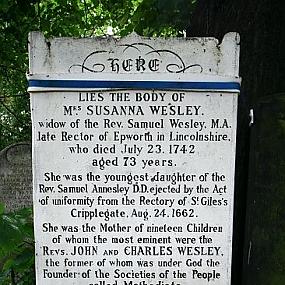 HERE
LIES THE BODY OF
Mrs SUSANNA WESLEY.
widow of the Rev. Samuel Wesley. M.A.
late Rector of Epworth in Lincolnshire,
who died July 23. 1742
aged 73 years.
She was the youngest daughter of the
Rev. Samuel Annesley D.D. ejected by the Act
of uniformity from the Rectory of St Giles's
Cripplegate, Aug. 24. 1662.
She was the Mother of nineteen Children
of whom the most eminent were the
REVS. JOHN AND CHARLES WESLEY,
the former of whom was under God the
Founder of the Societies of the People
called Methodists